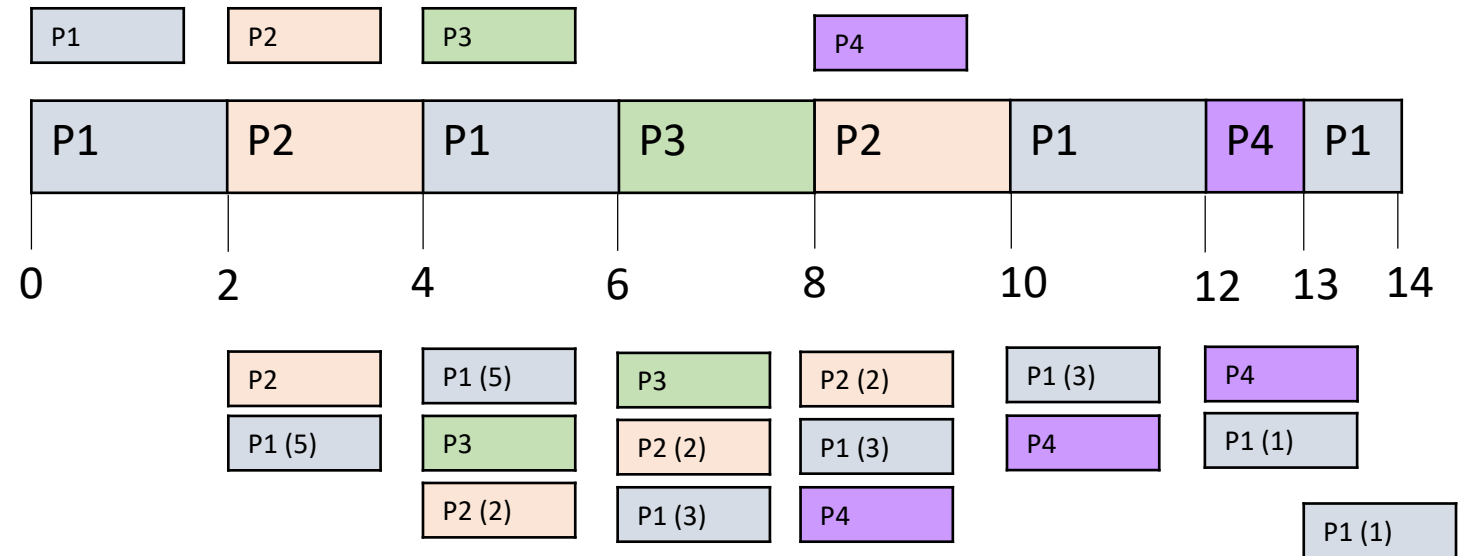 P1 P2 P3 P4
P1 P2 P1 P3 P2 P1 P4 P1
0 2 4 6 8 10 12 13 14
P2 P1 (5) P3 P2 (2) P1 (3) P4
P1 (5) P3 P2 (2) P1 (3) P4 P1 (1)
P2 (2) P1 (3) P4
P1 (1)